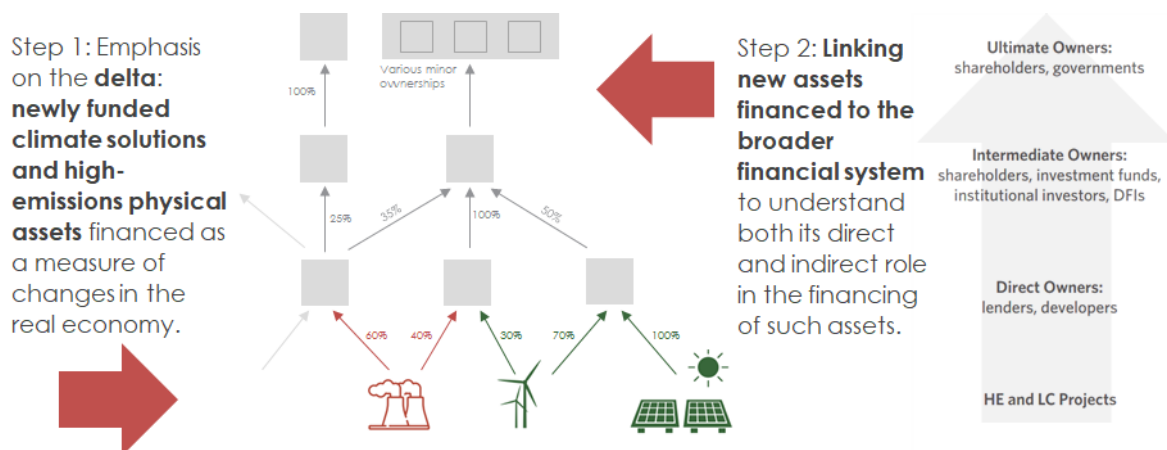 Step 1: Emphasis
on the delta:
newly funded
climate solutions
and high-
emissions physical
assets financed as
a measure of
changes in the
real economy.
Various minor
ownerships
100%
25%
35%
100%
50%
60%
40%
30%
70%
100%
Step 2: Linking
new assets
financed to the
broader
financial system
to understand
both its direct
and indirect role
in the financing
of such assets.
Ultimate Owners:
shareholders, governments
Intermediate Owners:
shareholders, investment funds,
institutional investors, DFIs
Direct Owners:
lenders, developers
HE and LC Projects